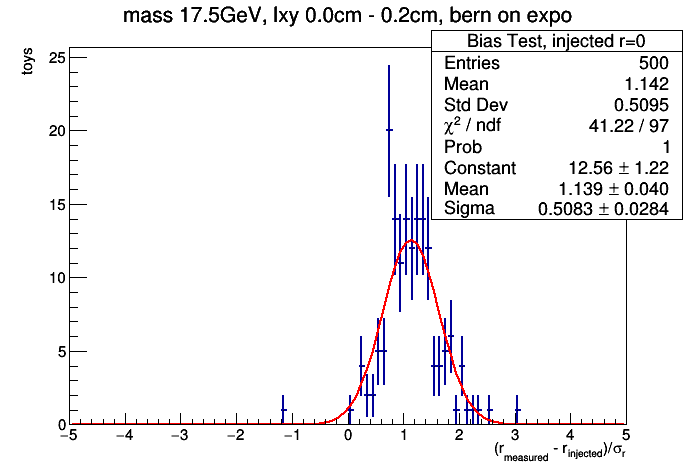 mass 17.5GeV, lxy 0.0cm - 0.2cm, bern on expo
Bias Test, injected r=0
Entries 500
Mean 1.142
Std Dev 0.5095
χ² / ndf 41.22 / 97
Prob 1
Constant 12.56 ± 1.22
Mean 1.139 ± 0.040
Sigma 0.5083 ± 0.0284
toys
25
20
15
10
5
0
−5 −4 −3 −2 −1 0 1 2 3 4 5
(r_measured - r_injected)/σ_r